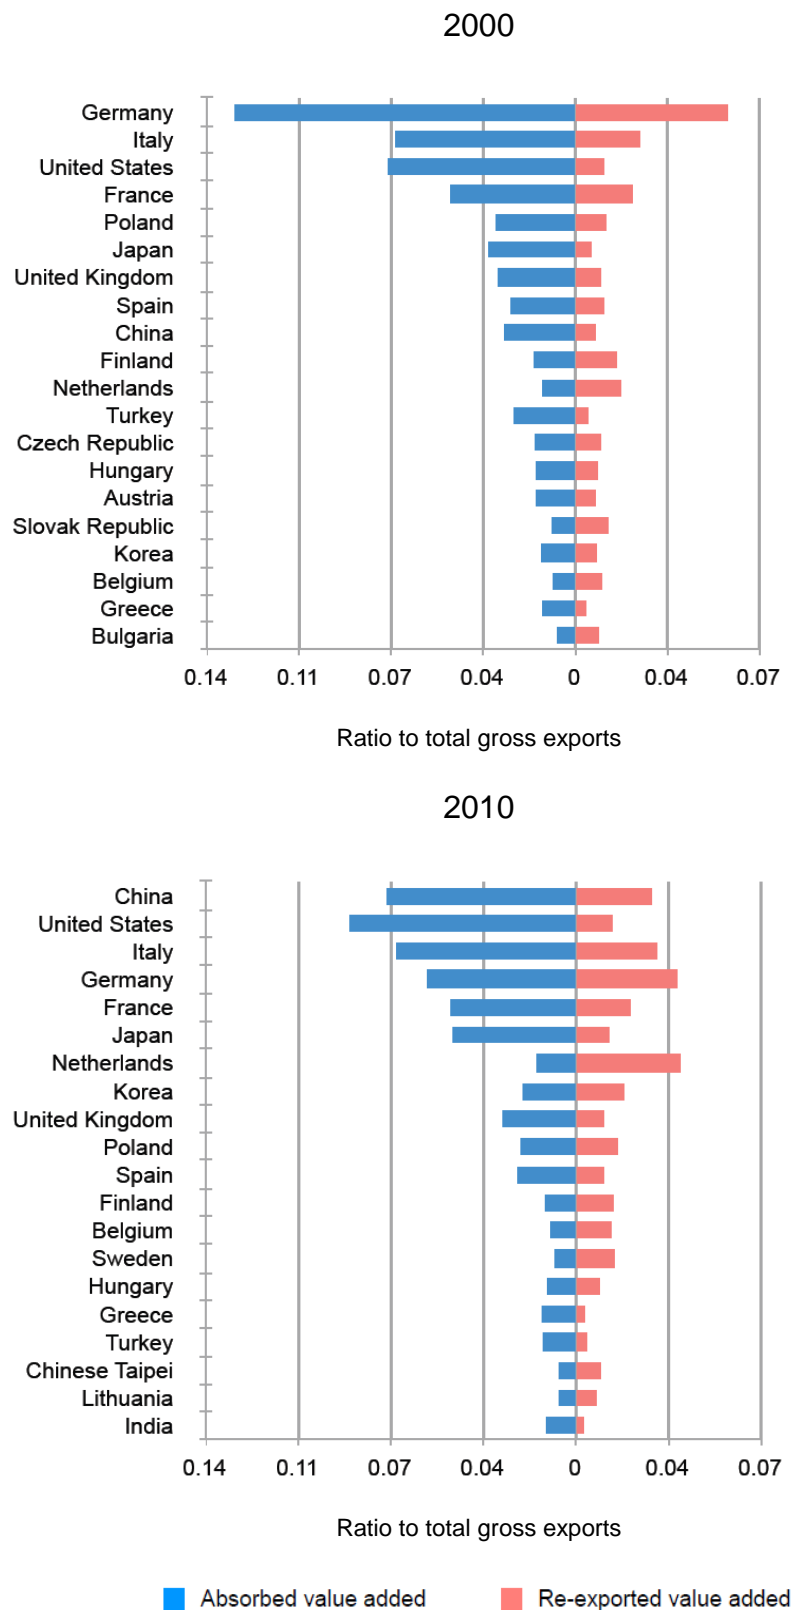 2000
Germany
Italy
United States
France
Poland
Japan
United Kingdom
Spain
China
Finland
Netherlands
Turkey
Czech Republic
Hungary
Austria
Slovak Republic
Korea
Belgium
Greece
Bulgaria
0.14 0.11 0.07 0.04 0 0.04 0.07
Ratio to total gross exports
2010
China
United States
Italy
Germany
France
Japan
Netherlands
Korea
United Kingdom
Poland
Spain
Finland
Belgium
Sweden
Hungary
Greece
Turkey
Chinese Taipei
Lithuania
India
0.14 0.11 0.07 0.04 0 0.04 0.07
Ratio to total gross exports
Absorbed value added Re-exported value added